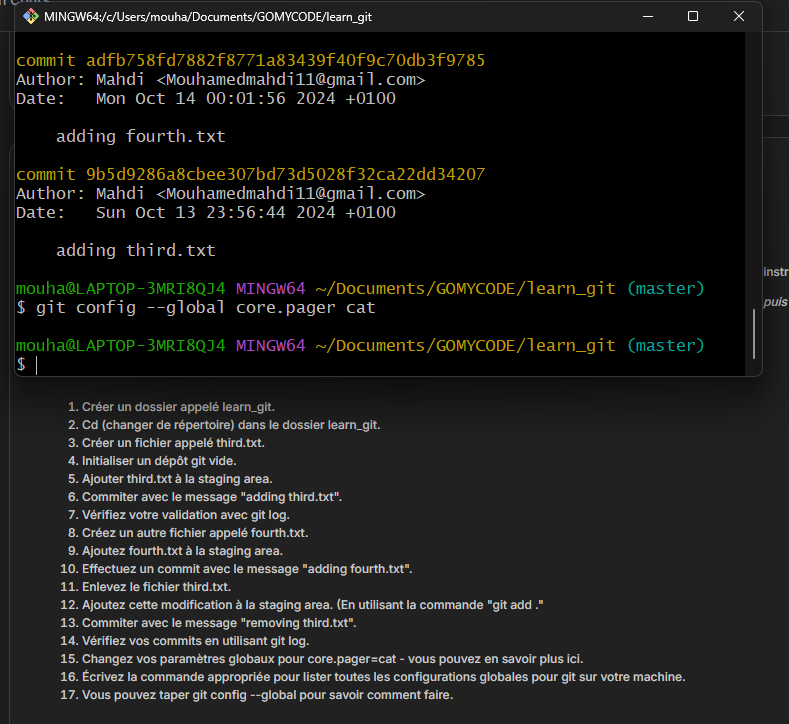 MINGW64:/c/Users/mouha/Documents/GOMYCODE/learn_git
commit adfb758fd7882f8771a83439f40f9c70db3f9785
Author: Mahdi <Mouhamedmahdi11@gmail.com>
Date:   Mon Oct 14 00:01:56 2024 +0100
adding fourth.txt
commit 9b5d9286a8cbee307bd73d5028f32ca22dd34207
Author: Mahdi <Mouhamedmahdi11@gmail.com>
Date:   Sun Oct 13 23:56:44 2024 +0100
adding third.txt
mouha@LAPTOP-3MRI8QJ4 MINGW64 ~/Documents/GOMYCODE/learn_git (master)
$ git config --global core.pager cat
mouha@LAPTOP-3MRI8QJ4 MINGW64 ~/Documents/GOMYCODE/learn_git (master)
$
instr
puis
1. Créer un dossier appelé learn_git.
2. Cd (changer de répertoire) dans le dossier learn_git.
3. Créer un fichier appelé third.txt.
4. Initialiser un dépôt git vide.
5. Ajouter third.txt à la staging area.
6. Commiter avec le message "adding third.txt".
7. Vérifiez votre validation avec git log.
8. Créez un autre fichier appelé fourth.txt.
9. Ajoutez fourth.txt à la staging area.
10. Effectuez un commit avec le message "adding fourth.txt".
11. Enlevez le fichier third.txt.
12. Ajoutez cette modification à la staging area. (En utilisant la commande "git add ."
13. Commiter avec le message "removing third.txt".
14. Vérifiez vos commits en utilisant git log.
15. Changez vos paramètres globaux pour core.pager=cat - vous pouvez en savoir plus ici.
16. Écrivez la commande appropriée pour lister toutes les configurations globales pour git sur votre machine.
17. Vous pouvez taper git config --global pour savoir comment faire.